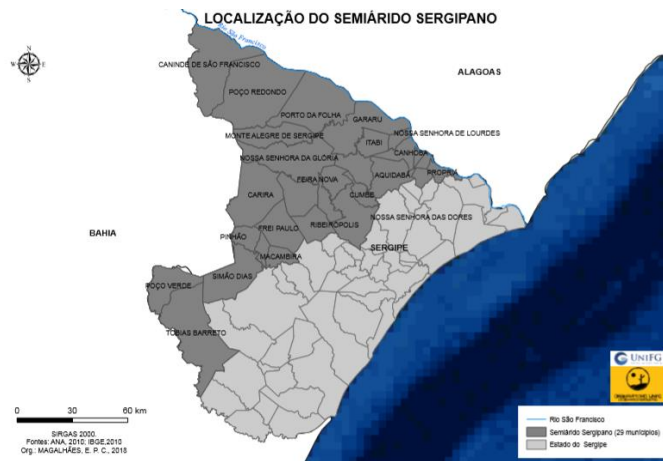 LOCALIZAÇÃO DO SEMIÁRIDO SERGIPANO
Rio São Francisco
N
W
E
S
CANINDÉ DE SÃO FRANCISCO
ALAGOAS
POÇO REDONDO
PORTO DA FOLHA
GARARU
MONTE ALEGRE DE SERGIPE
NOSSA SENHORA DE LOURDES
ITABI
CANHOBA
NOSSA SENHORA DA GLORIA
FEIRA NOVA
AQUIDABÃ
PROPRIÁ
CARIRA
CUMBE
NOSSA SENHORA DAS DORES
RIBEIRÓPOLIS
FREI PAULO
BAHIA
PINHÃO
SERGIPE
MACAMBIRA
SIMÃO DIAS
POÇO VERDE
TOBIAS BARRETO
UNIFG
0 30 60 km
SIRGAS 2000.
Fontes: ANA, 2010; IBGE,2010
Org.: MAGALHÃES, E. P. C., 2018
Rio São Francisco
Semiárido Sergipano (29 municípios)
Estado do Sergipe